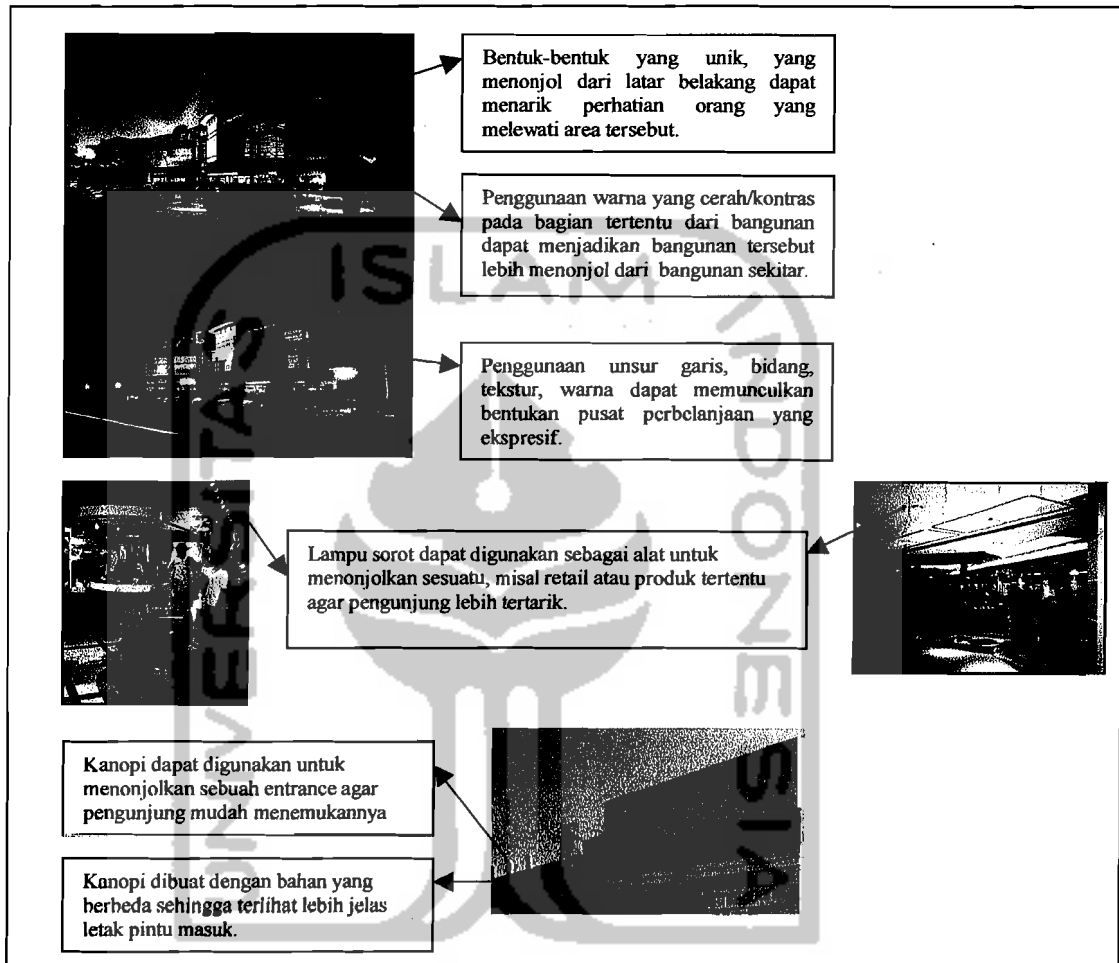 Bentuk-bentuk yang unik, yang
menonjol dari latar belakang dapat
menarik perhatian orang yang
melewati area tersebut.
Penggunaan warna yang cerah/kontras
pada bagian tertentu dari bangunan
dapat menjadikan bangunan tersebut
lebih menonjol dari bangunan sekitar.
Penggunaan unsur garis, bidang,
tekstur, warna dapat memunculkan
bentukan pusat perbelanjaan yang
ekspresif.
Lampu sorot dapat digunakan sebagai alat untuk
menonjolkan sesuatu, misal retail atau produk tertentu
agar pengunjung lebih tertarik.
Kanopi dapat digunakan untuk
menonjolkan sebuah entrance agar
pengunjung mudah menemukannya
Kanopi dibuat dengan bahan yang
berbeda sehingga terlihat lebih jelas
letak pintu masuk.
UNIVERSITAS
ISLAM
INDONESIA